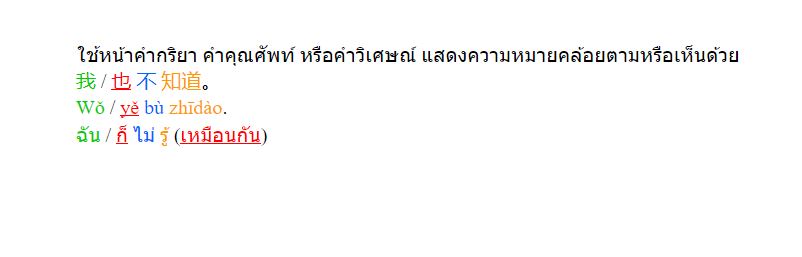 ใช้หน้าคำกริยา คำคุณศัพท์ หรือคำวิเศษณ์ แสดงความหมายคล้อยตามหรือเห็นด้วย
我 / 也 不 知道。
Wǒ / yě bù zhīdào.
ฉัน / ก็ ไม่ รู้ (เหมือนกัน)